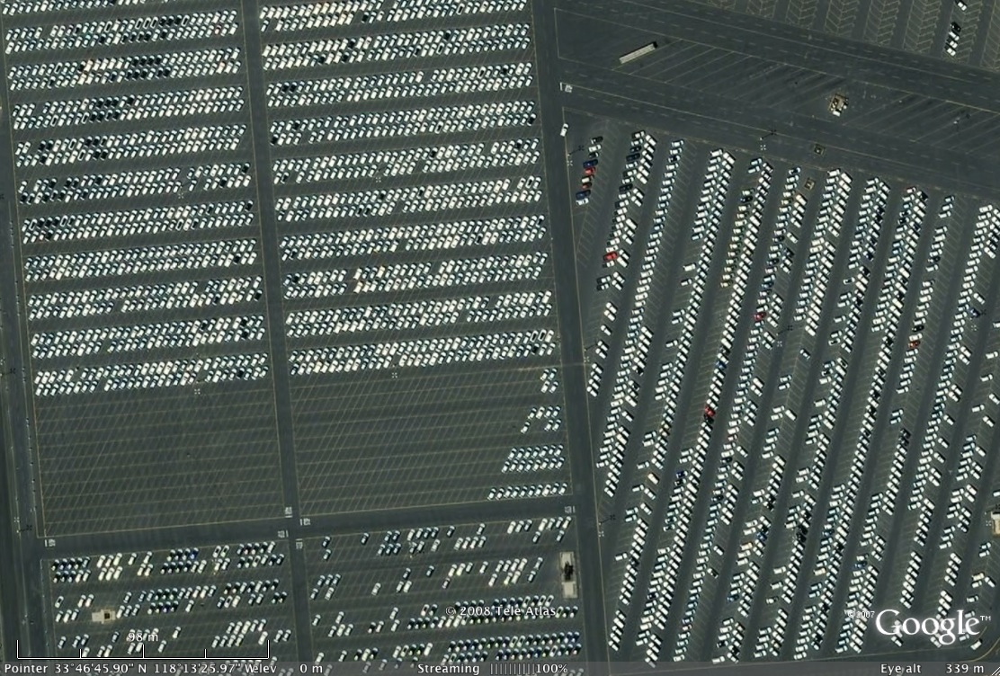 © 2008 Tele Atlas
© 2007 Google™
98 m
Pointer 33°46'45.90" N 118°13'25.97" W elev 0 m Streaming ||||||||| 100% Eye alt 339 m